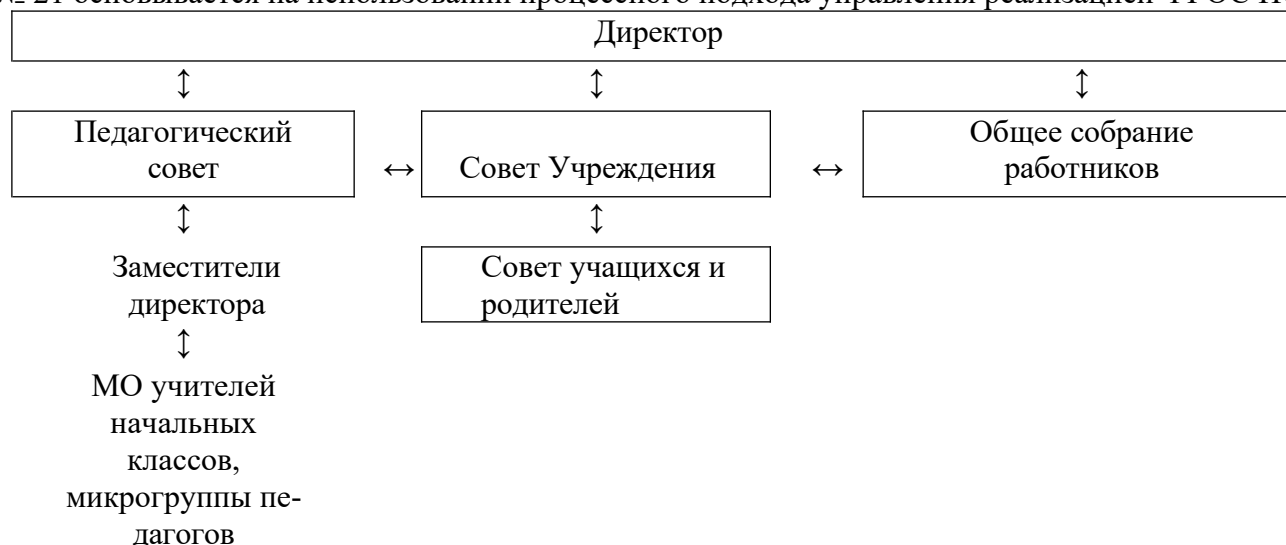 № 21 основывается на использовании процессного подхода управления реализацией ФГОС Н
Директор
↕ ↕ ↕
Педагогический
совет
↔
Совет Учреждения
↔
Общее собрание
работников
↕ ↕
Заместители
директора
Совет учащихся и
родителей
↕
МО учителей
начальных
классов,
микрогруппы пе-
дагогов